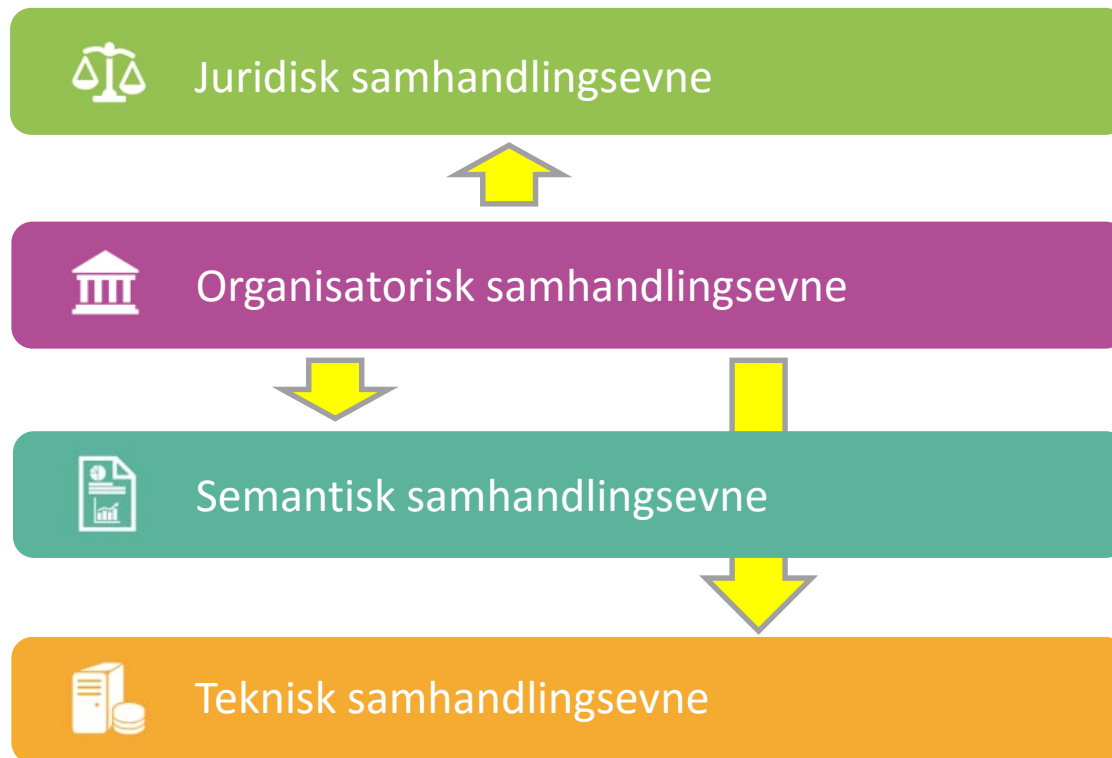 Juridisk samhandlingsevne
Organisatorisk samhandlingsevne
Semantisk samhandlingsevne
Teknisk samhandlingsevne